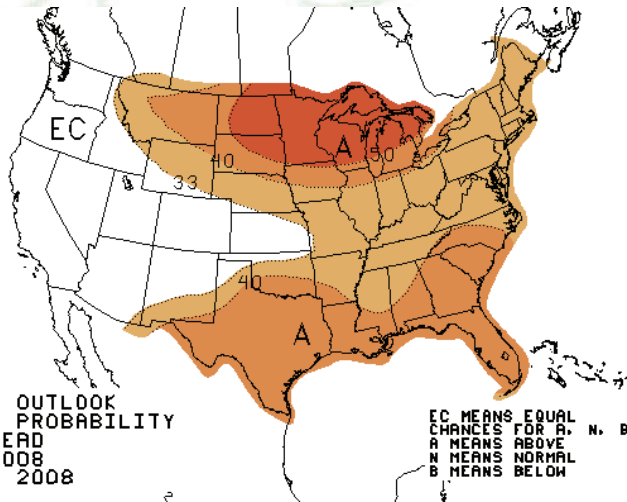 EC
A
50
40
33
40
A
OUTLOOK
PROBABILITY
EAD
008
2008
EC MEANS EQUAL
CHANCES FOR A, N, B
A MEANS ABOVE
N MEANS NORMAL
B MEANS BELOW